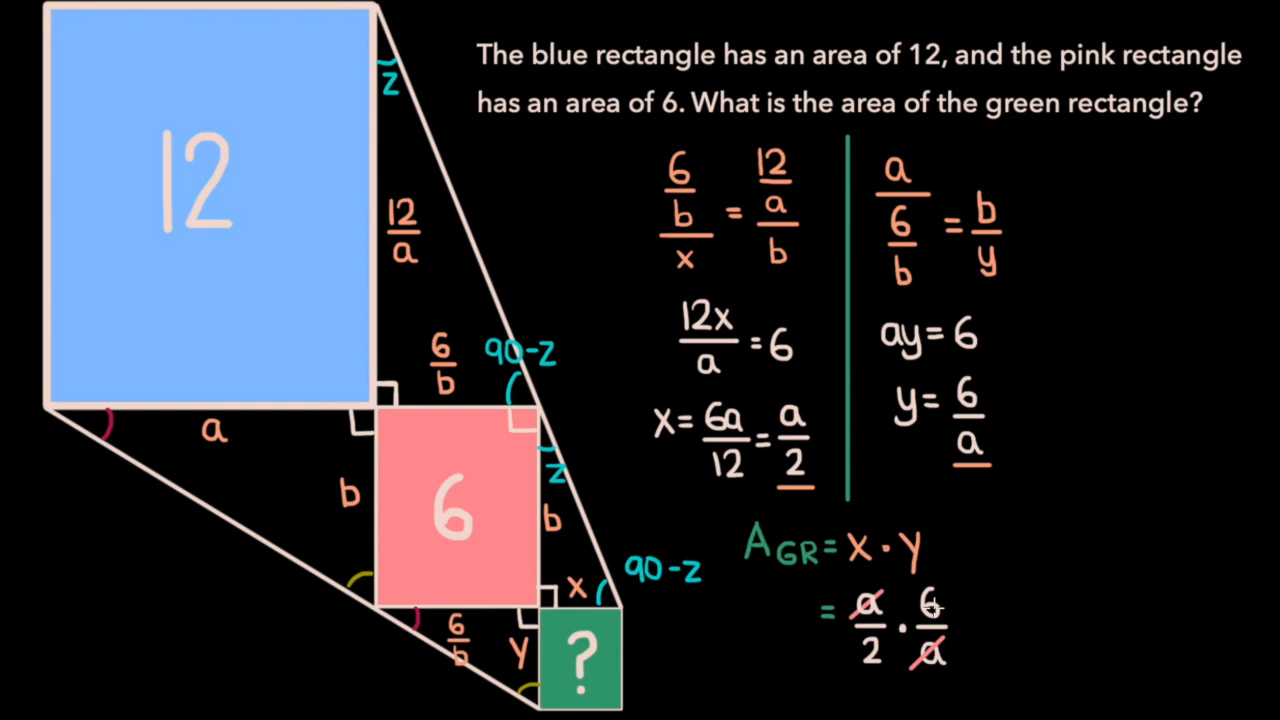 The blue rectangle has an area of 12, and the pink rectangle
has an area of 6. What is the area of the green rectangle?
12
z
12/a
6/b
90-z
a
b
6
z
b
x
90-z
6/b
y
?
(6/b)/x = (12/a)/b
12x/a = 6
x = 6a/12 = a/2
a/(6/b) = b/y
ay = 6
y = 6/a
A GR = x · y
= a/2 · 6/a